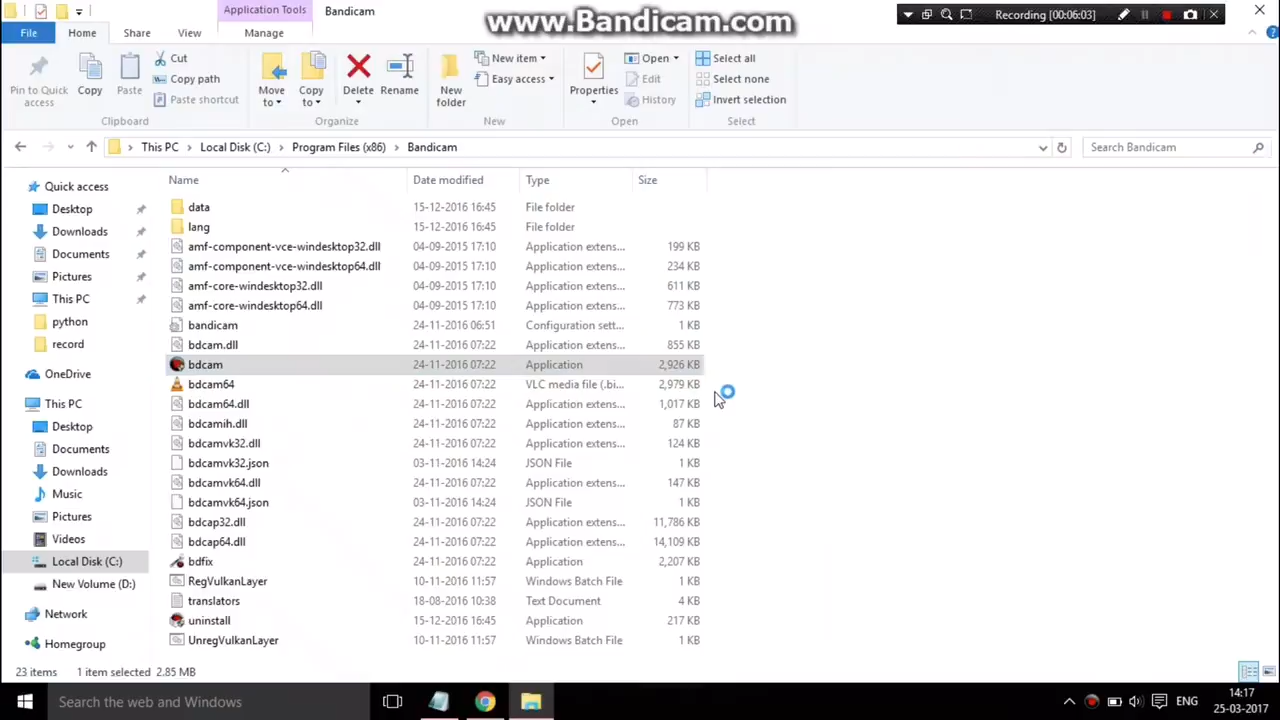 Application Tools
Bandicam
www.Bandicam.com
Recording [00:06:03]
File
Home
Share
View
Manage
Pin to Quick access
Copy
Paste
Cut
Copy path
Paste shortcut
Clipboard
Move to
Copy to
Delete
Rename
Organize
New folder
New item
Easy access
New
Properties
Open
Edit
History
Open
Select all
Select none
Invert selection
Select
This PC > Local Disk (C:) > Program Files (x86) > Bandicam
Search Bandicam
Name Date modified Type Size
Quick access
Desktop
Downloads
Documents
Pictures
This PC
python
record
OneDrive
This PC
Desktop
Documents
Downloads
Music
Pictures
Videos
Local Disk (C:)
New Volume (D:)
Network
Homegroup
data 15-12-2016 16:45 File folder
lang 15-12-2016 16:45 File folder
amf-component-vce-windesktop32.dll 04-09-2015 17:10 Application extens... 199 KB
amf-component-vce-windesktop64.dll 04-09-2015 17:10 Application extens... 234 KB
amf-core-windesktop32.dll 04-09-2015 17:10 Application extens... 611 KB
amf-core-windesktop64.dll 04-09-2015 17:10 Application extens... 773 KB
bandicam 24-11-2016 06:51 Configuration sett... 1 KB
bdcam.dll 24-11-2016 07:22 Application extens... 855 KB
bdcam 24-11-2016 07:22 Application 2,926 KB
bdcam64 24-11-2016 07:22 VLC media file (.bi... 2,979 KB
bdcam64.dll 24-11-2016 07:22 Application extens... 1,017 KB
bdcamih.dll 24-11-2016 07:22 Application extens... 87 KB
bdcamvk32.dll 24-11-2016 07:22 Application extens... 124 KB
bdcamvk32.json 03-11-2016 14:24 JSON File 1 KB
bdcamvk64.dll 24-11-2016 07:22 Application extens... 147 KB
bdcamvk64.json 03-11-2016 14:24 JSON File 1 KB
bdcap32.dll 24-11-2016 07:22 Application extens... 11,786 KB
bdcap64.dll 24-11-2016 07:22 Application extens... 14,109 KB
bdfix 24-11-2016 07:22 Application 2,207 KB
RegVulkanLayer 10-11-2016 11:57 Windows Batch File 1 KB
translators 18-08-2016 10:38 Text Document 4 KB
uninstall 15-12-2016 16:45 Application 217 KB
UnregVulkanLayer 10-11-2016 11:57 Windows Batch File 1 KB
23 items 1 item selected 2.85 MB
Search the web and Windows
ENG
14:17
25-03-2017